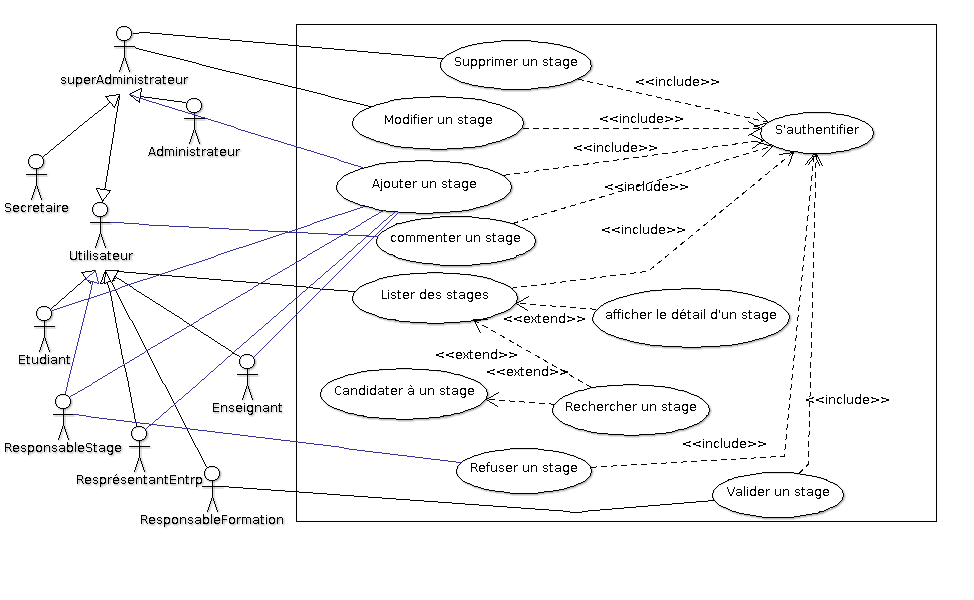 superAdministrateur
Supprimer un stage
<<include>>
Modifier un stage
<<include>>
S'authentifier
Administrateur
<<include>>
Ajouter un stage
<<include>>
Secretaire
<<include>>
commenter un stage
Utilisateur
Lister des stages
<<extend>>
afficher le détail d'un stage
Etudiant
<<extend>>
<<extend>>
Candidater à un stage
Rechercher un stage
<<include>>
Enseignant
ResponsableStage
<<include>>
Refuser un stage
ResprésentantEntrp
Valider un stage
ResponsableFormation